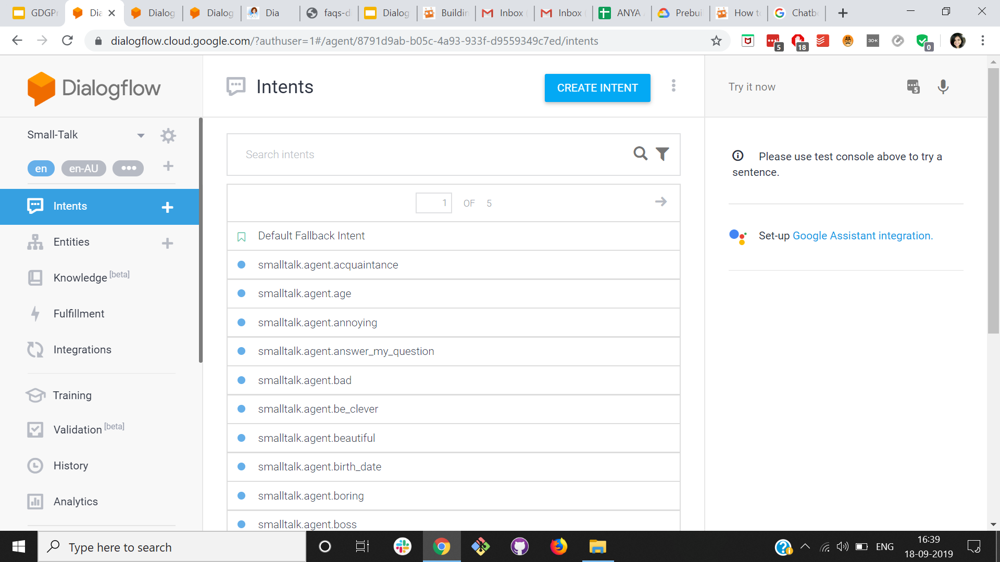 GDGPr
Dia
Dialog
Dialog
Dia
faqs-d
Dialog
Buildin
Inbox (
Inbox (
ANYA
Prebui
How to
Chatb
dialogflow.cloud.google.com/?authuser=1#/agent/8791d9ab-b05c-4a93-933f-d9559349c7ed/intents
5
18
30
0
Dialogflow
Intents
CREATE INTENT
Try it now
5
Small-Talk
en
en-AU
•••
Intents
Entities
Knowledge [beta]
Fulfillment
Integrations
Training
Validation [beta]
History
Analytics
Search intents
1 OF 5
Default Fallback Intent
smalltalk.agent.acquaintance
smalltalk.agent.age
smalltalk.agent.annoying
smalltalk.agent.answer_my_question
smalltalk.agent.bad
smalltalk.agent.be_clever
smalltalk.agent.beautiful
smalltalk.agent.birth_date
smalltalk.agent.boring
smalltalk.agent.boss
Please use test console above to try a
sentence.
Set-up Google Assistant integration.
Type here to search
ENG
16:39
18-09-2019